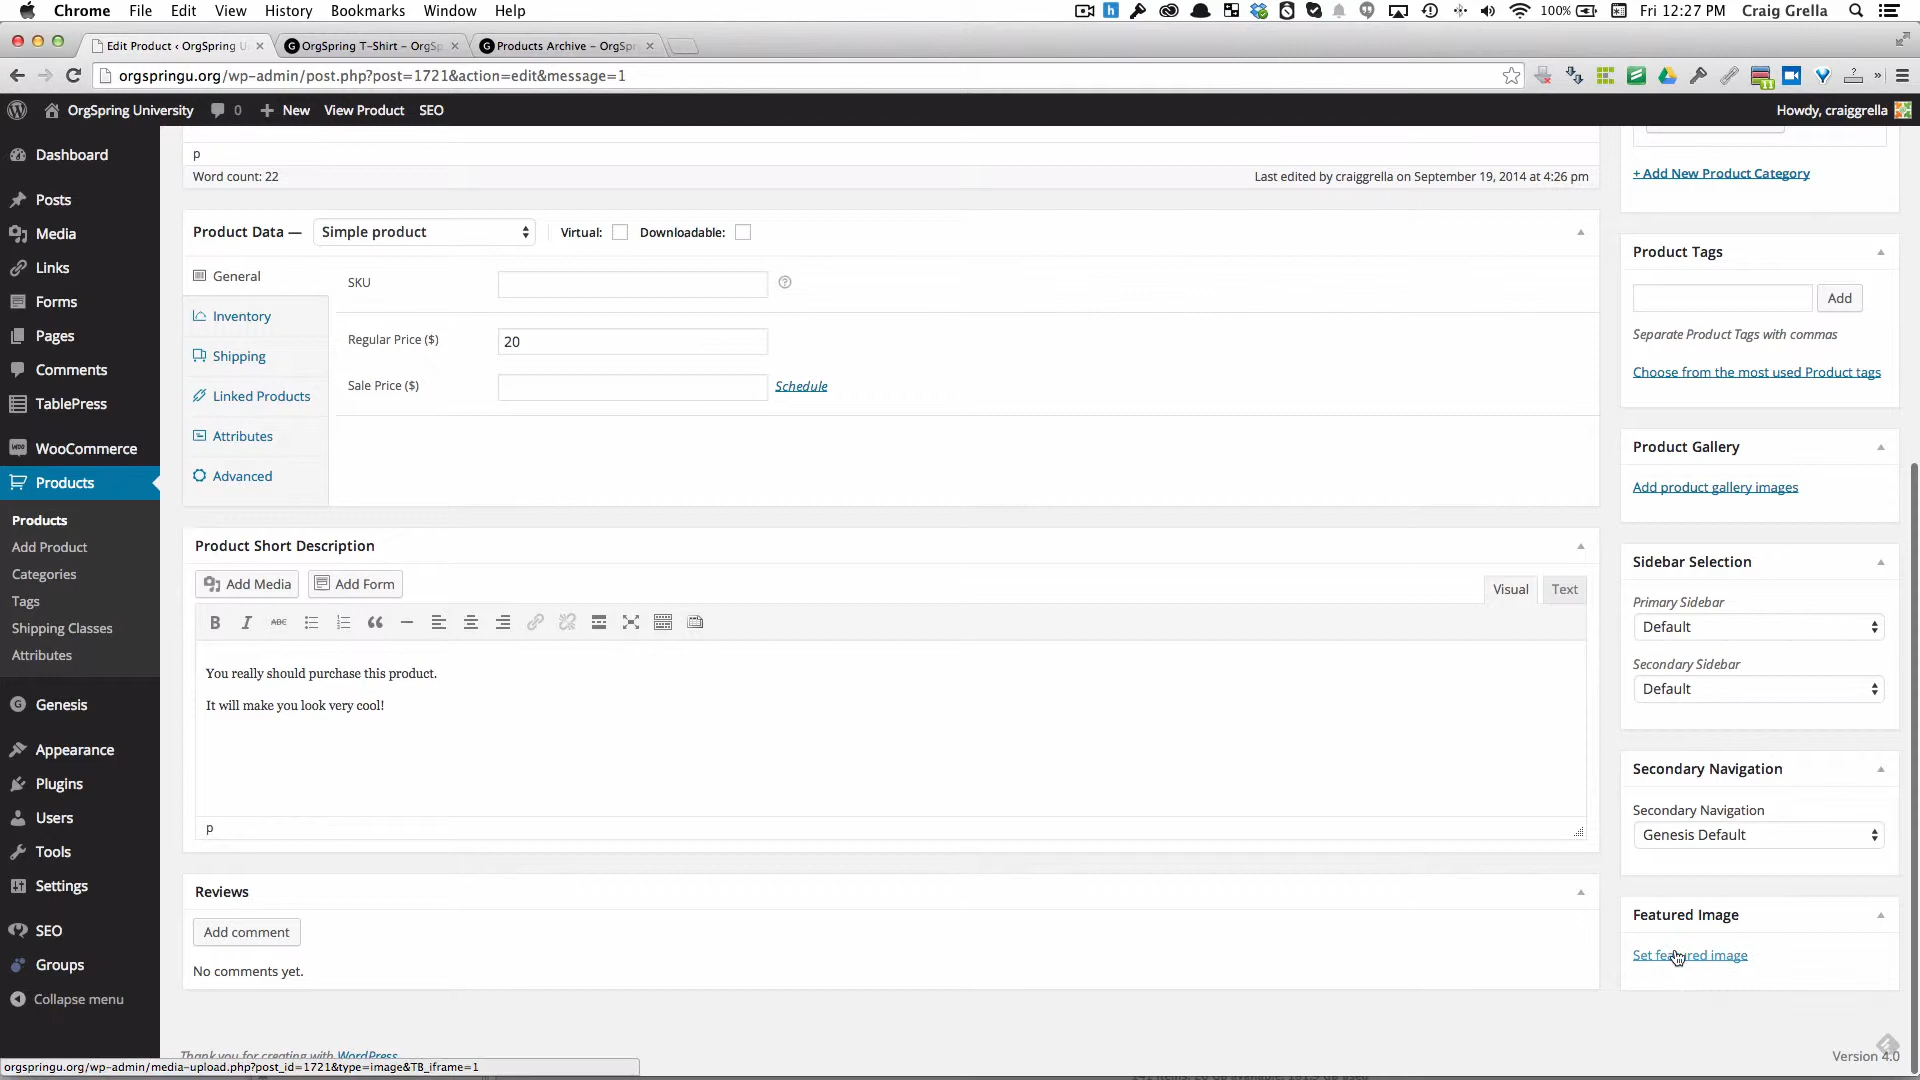 Chrome File Edit View History Bookmarks Window Help 100% Fri 12:27 PM Craig Grella
Edit Product ‹ OrgSpring U OrgSpring T-Shirt – OrgSp Products Archive – OrgSpr
orgspringu.org/wp-admin/post.php?post=1721&action=edit&message=1
OrgSpring University 0 New View Product SEO Howdy, craiggrella
Dashboard
Posts
Media
Links
Forms
Pages
Comments
TablePress
WooCommerce
Products
Products
Add Product
Categories
Tags
Shipping Classes
Attributes
Genesis
Appearance
Plugins
Users
Tools
Settings
SEO
Groups
Collapse menu
p
Word count: 22 Last edited by craiggrella on September 19, 2014 at 4:26 pm
Product Data — Simple product Virtual: Downloadable:
General
Inventory
Shipping
Linked Products
Attributes
Advanced
SKU
Regular Price ($) 20
Sale Price ($) Schedule
Product Short Description
Add Media Add Form Visual Text
B I ABC
You really should purchase this product.
It will make you look very cool!
p
Reviews
Add comment
No comments yet.
Thank you for creating with WordPress
+ Add New Product Category
Product Tags
Add
Separate Product Tags with commas
Choose from the most used Product tags
Product Gallery
Add product gallery images
Sidebar Selection
Primary Sidebar
Default
Secondary Sidebar
Default
Secondary Navigation
Secondary Navigation
Genesis Default
Featured Image
Set featured image
Version 4.0
orgspringu.org/wp-admin/media-upload.php?post_id=1721&type=image&TB_iframe=1